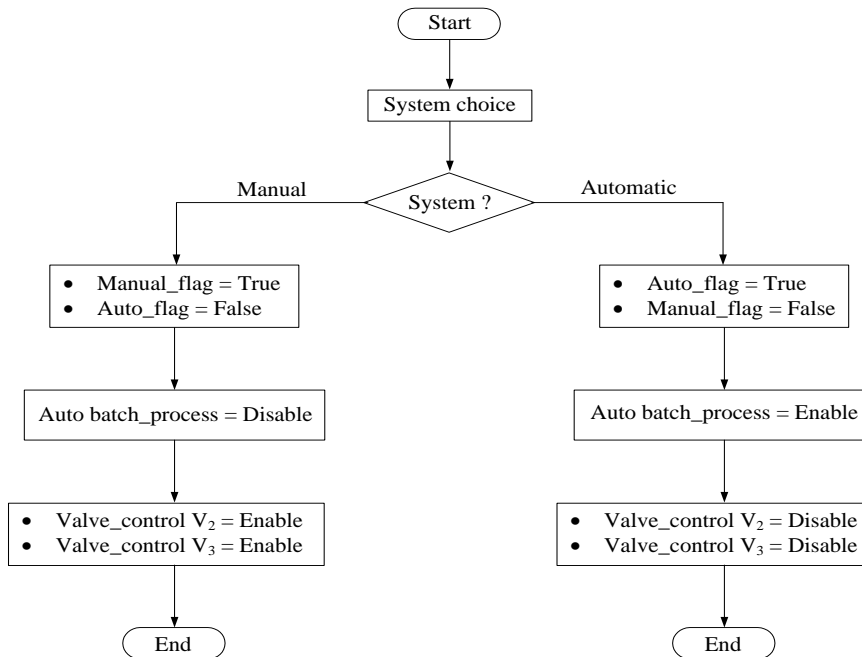 Start
System choice
System ?
Manual
Automatic
• Manual_flag = True
• Auto_flag = False
• Auto_flag = True
• Manual_flag = False
Auto batch_process = Disable
Auto batch_process = Enable
• Valve_control V₂ = Enable
• Valve_control V₃ = Enable
• Valve_control V₂ = Disable
• Valve_control V₃ = Disable
End
End